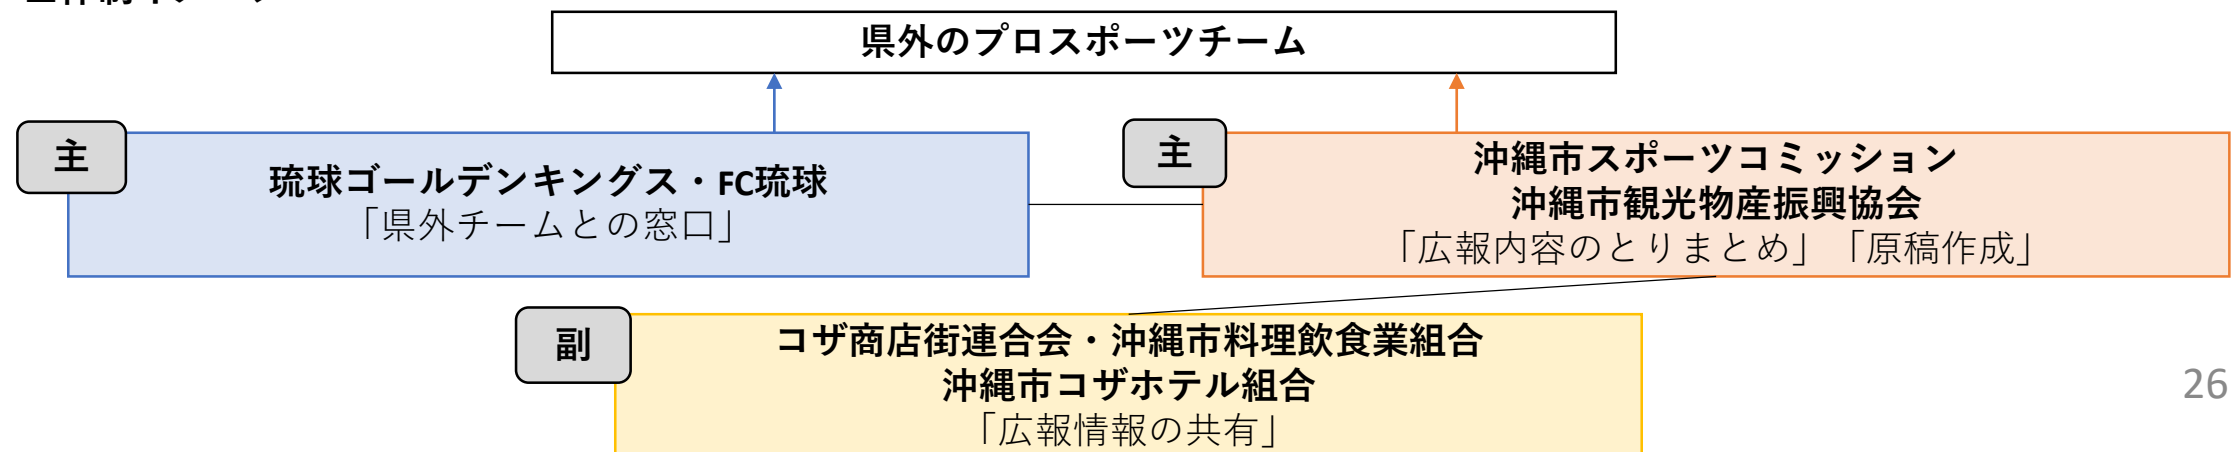 県外のプロスポーツチーム
主
琉球ゴールデンキングス・FC琉球
「県外チームとの窓口」
主
沖縄市スポーツコミッション
沖縄市観光物産振興協会
「広報内容のとりまとめ」「原稿作成」
副
コザ商店街連合会・沖縄市料理飲食業組合
沖縄市コザホテル組合
「広報情報の共有」
26